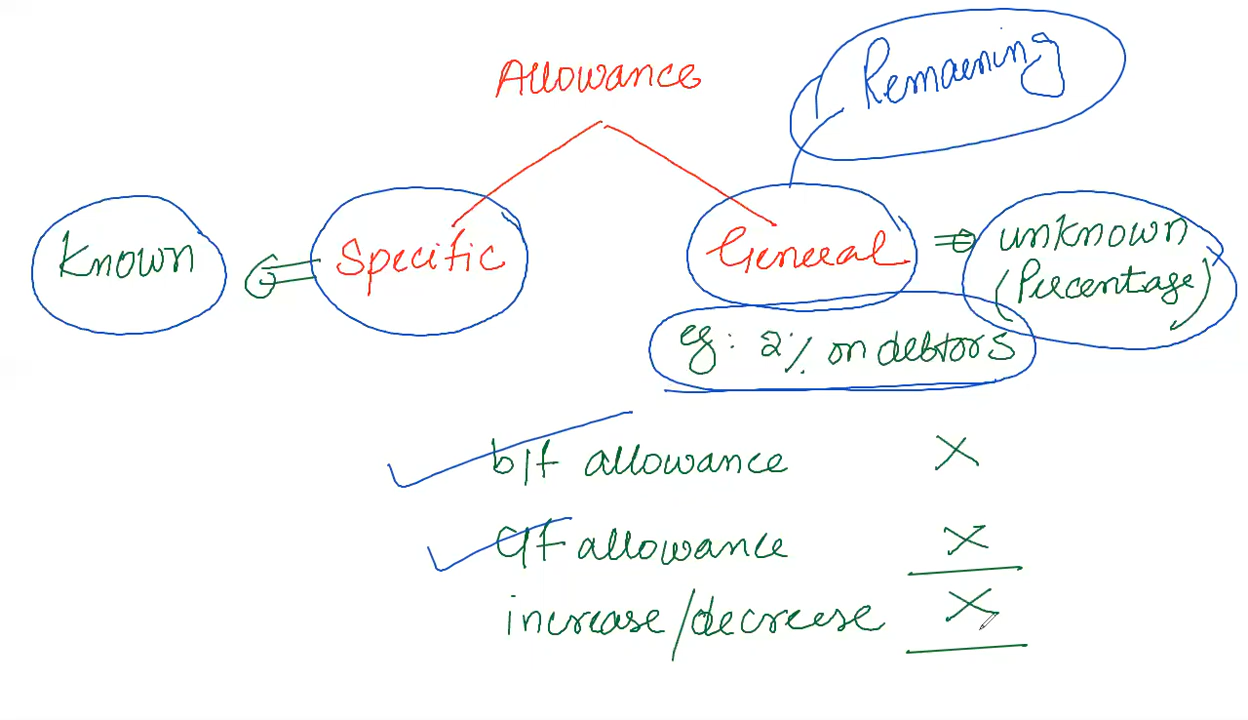 Allowance
Remaining
Known
Specific
General
unknown
(Percentage)
eg: 2% on debtors
b/f allowance X
c/f allowance X
increase/decrease X